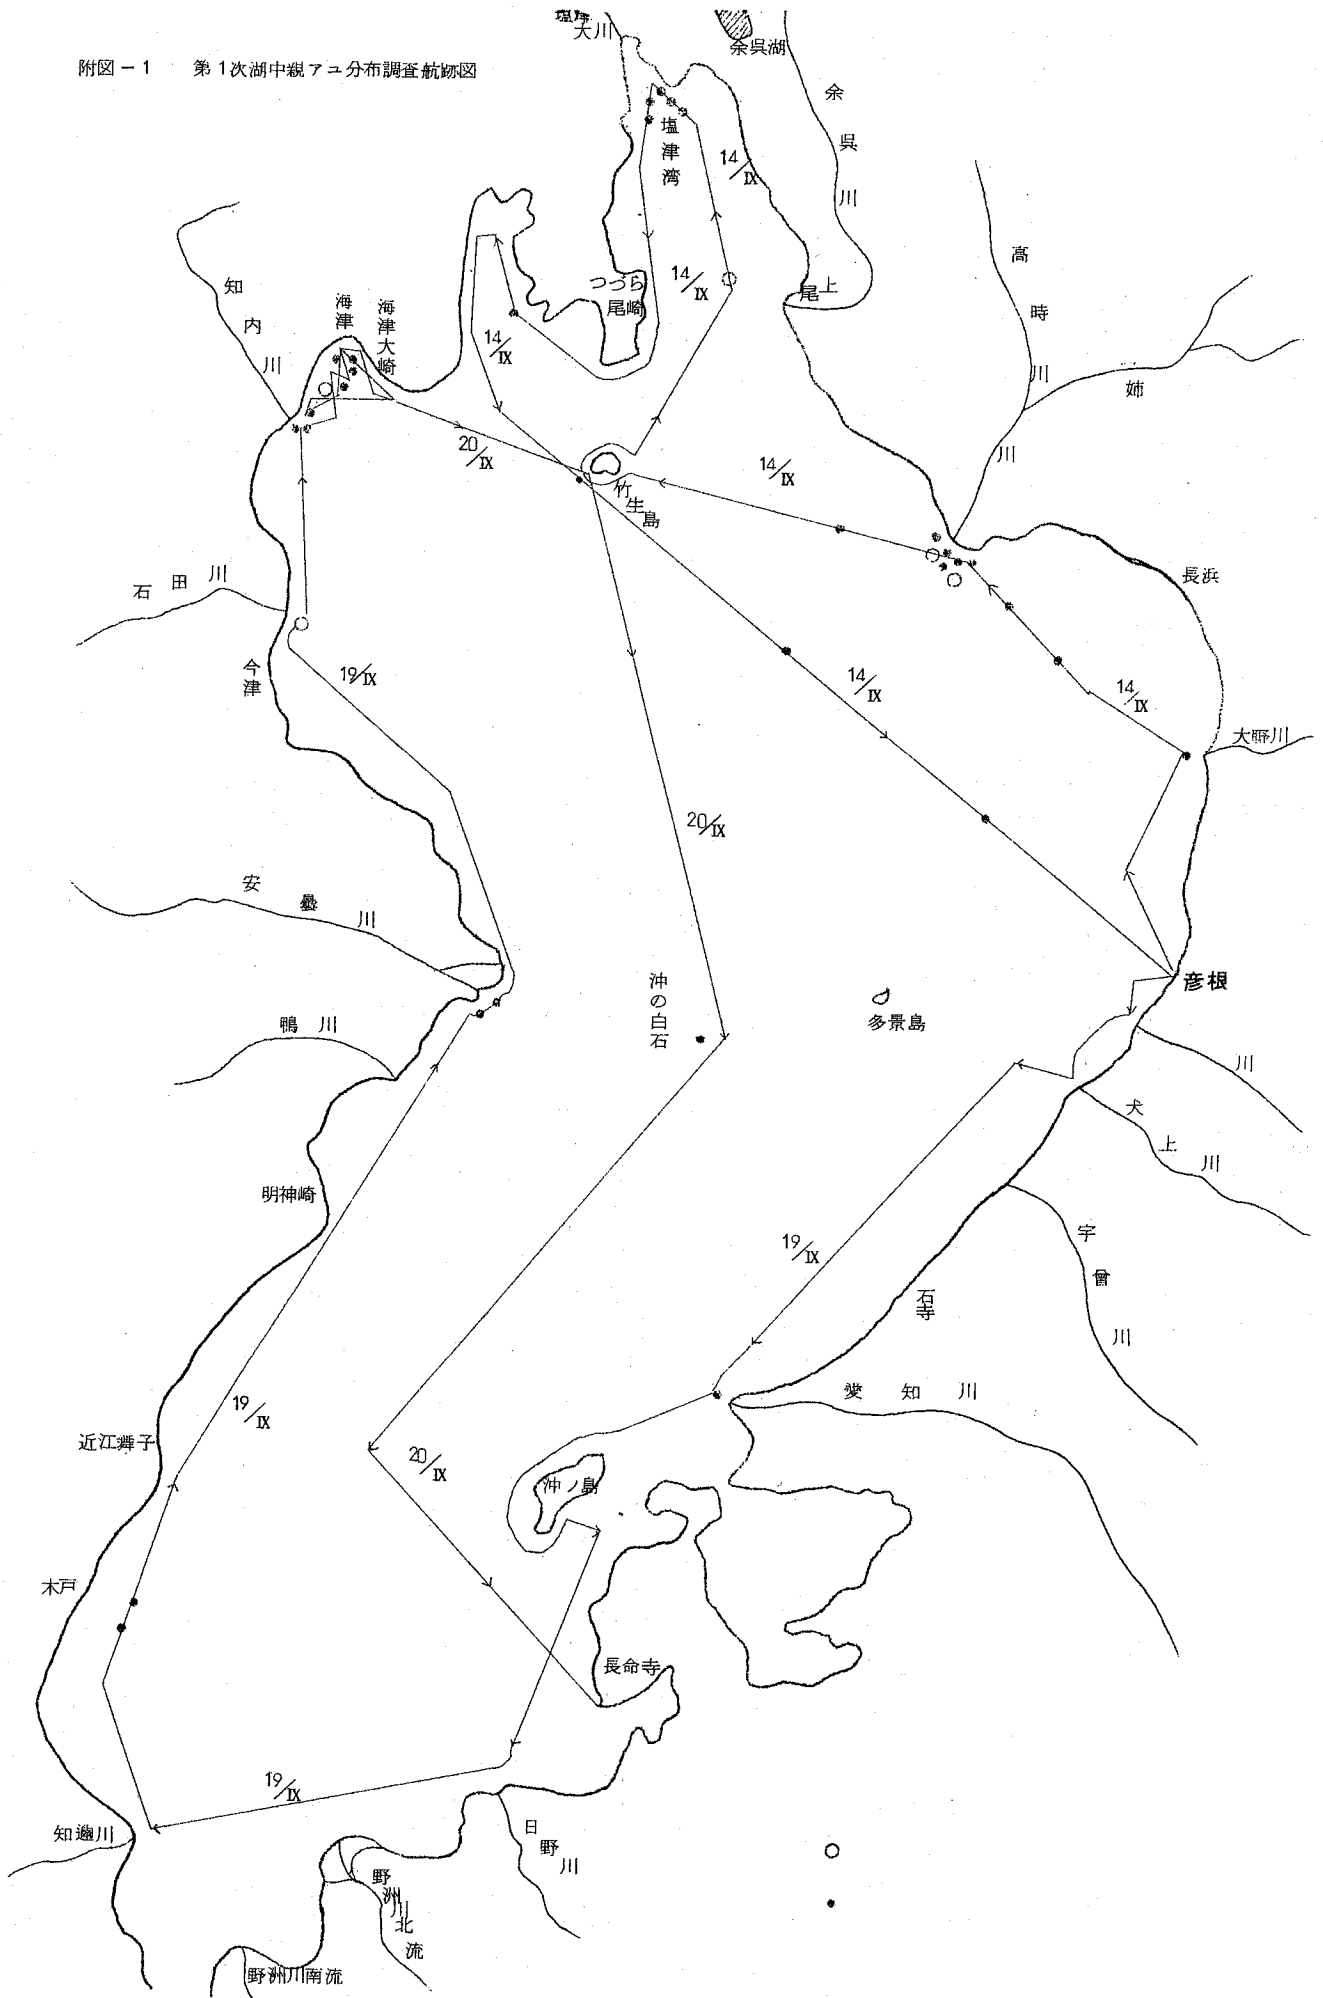 附図－1　第1次湖中親アユ分布調査航跡図
大川
余呉湖
余呉川
塩津湾
14/Ⅸ
高時川
知内川
海津
海津大崎
つづら
尾崎
14/Ⅸ
尾上
14/Ⅸ
姉川
20/Ⅸ
14/Ⅸ
竹生島
石田川
長浜
今津
19/Ⅸ
14/Ⅸ
14/Ⅸ
大野川
20/Ⅸ
安曇川
沖の白石
多景島
彦根
鴨川
川
犬上川
明神崎
19/Ⅸ
宇曾川
石寺
愛知川
19/Ⅸ
近江舞子
20/Ⅸ
沖ノ島
木戸
長命寺
19/Ⅸ
知邇川
日野川
野洲川北流
野洲川南流